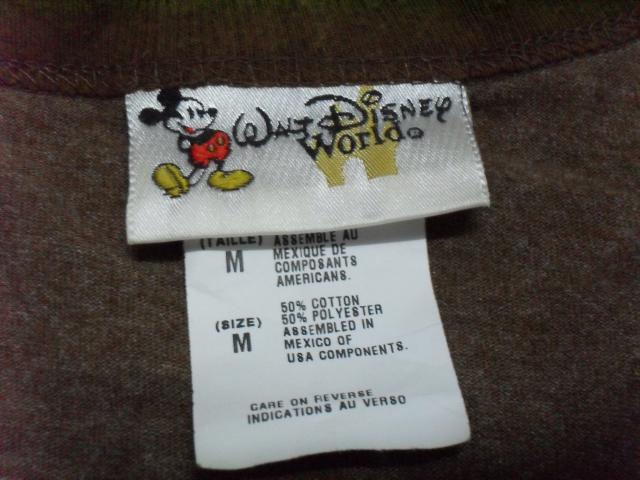 Walt Disney
World
(TAILLE) ASSEMBLE AU
M MEXIQUE DE
COMPOSANTS
AMERICANS.
50% COTTON
(SIZE) 50% POLYESTER
M ASSEMBLED IN
MEXICO OF
USA COMPONENTS.
CARE ON REVERSE
INDICATIONS AU VERSO